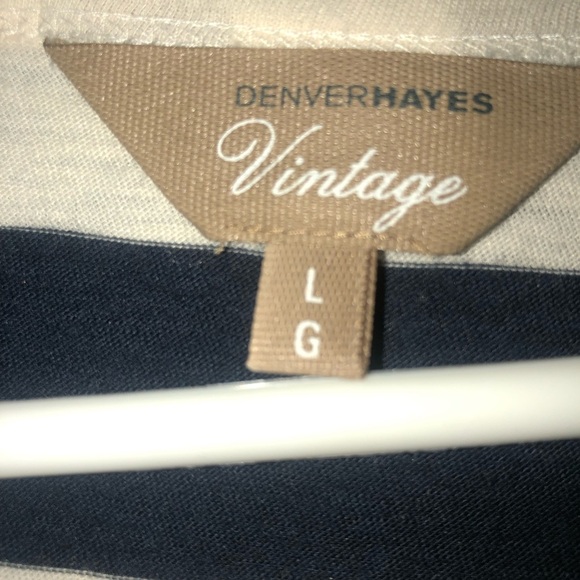 DENVERHAYES
Vintage
L
G